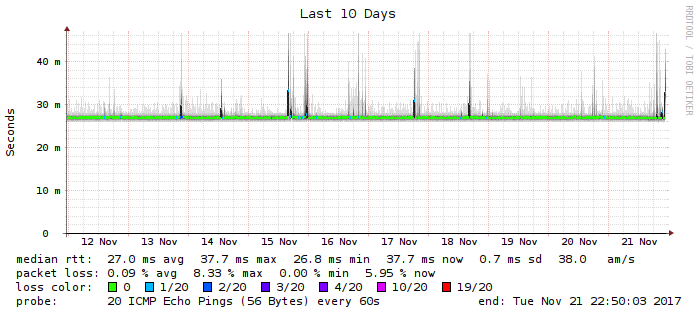 Last 10 Days
RRDTOOL / TOBI OETIKER
Seconds
40 m
30 m
20 m
10 m
0
12 Nov 13 Nov 14 Nov 15 Nov 16 Nov 17 Nov 18 Nov 19 Nov 20 Nov 21 Nov
median rtt: 27.0 ms avg 37.7 ms max 26.8 ms min 37.7 ms now 0.7 ms sd 38.0 am/s
packet loss: 0.09 % avg 8.33 % max 0.00 % min 5.95 % now
loss color: 0 1/20 2/20 3/20 4/20 10/20 19/20
probe: 20 ICMP Echo Pings (56 Bytes) every 60s end: Tue Nov 21 22:50:03 2017